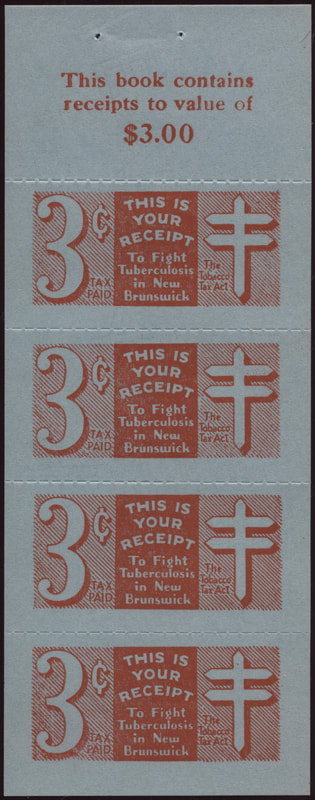 This book contains
receipts to value of
$3.00
3¢
TAX
PAID
THIS IS
YOUR
RECEIPT
To Fight
Tuberculosis
in New
Brunswick
The
Tobacco
Tax Act
3¢
TAX
PAID
THIS IS
YOUR
RECEIPT
To Fight
Tuberculosis
in New
Brunswick
The
Tobacco
Tax Act
3¢
TAX
PAID
THIS IS
YOUR
RECEIPT
To Fight
Tuberculosis
in New
Brunswick
The
Tobacco
Tax Act
3¢
TAX
PAID
THIS IS
YOUR
RECEIPT
To Fight
Tuberculosis
in New
Brunswick
The
Tobacco
Tax Act